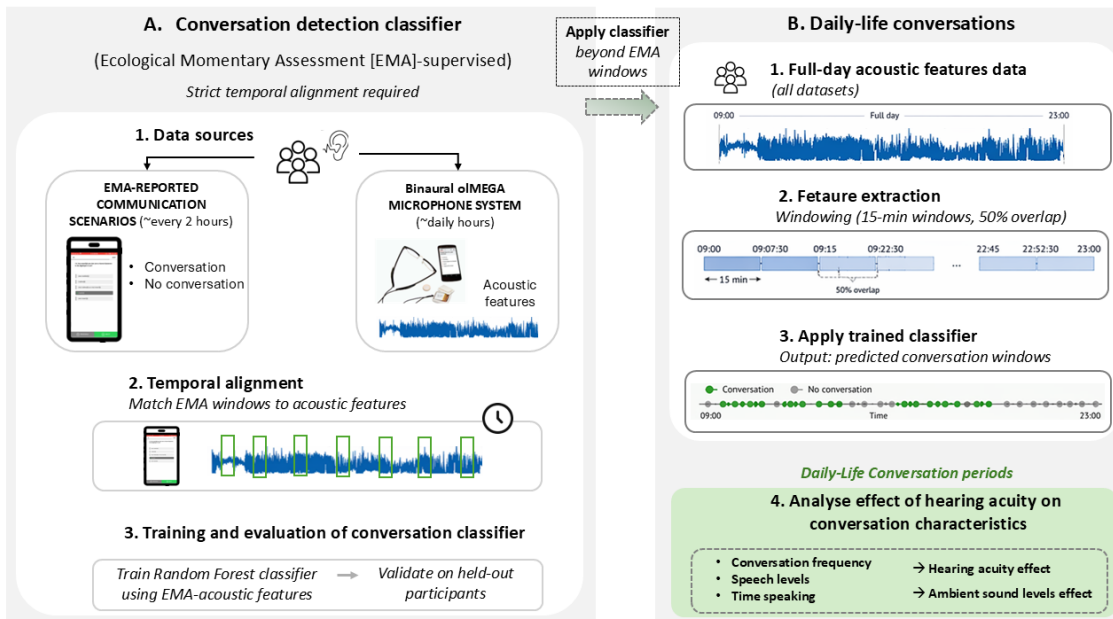 A. Conversation detection classifier
(Ecological Momentary Assessment [EMA]-supervised)
Strict temporal alignment required
1. Data sources
EMA-REPORTED
COMMUNICATION
SCENARIOS (~every 2 hours)
• Conversation
• No conversation
Binaural olMEGA
MICROPHONE SYSTEM
(~daily hours)
Acoustic
features
2. Temporal alignment
Match EMA windows to acoustic features
3. Training and evaluation of conversation classifier
Train Random Forest classifier
using EMA-acoustic features
Validate on held-out
participants
Apply classifier
beyond EMA
windows
B. Daily-life conversations
1. Full-day acoustic features data
(all datasets)
09:00 Full day 23:00
2. Fetaure extraction
Windowing (15-min windows, 50% overlap)
09:00 09:07:30 09:15 09:22:30 22:45 22:52:30 23:00
...
15 min
50% overlap
3. Apply trained classifier
Output: predicted conversation windows
Conversation No conversation
09:00 Time 23:00
Daily-Life Conversation periods
4. Analyse effect of hearing acuity on
conversation characteristics
• Conversation frequency
• Speech levels
• Time speaking
→ Hearing acuity effect
→ Ambient sound levels effect